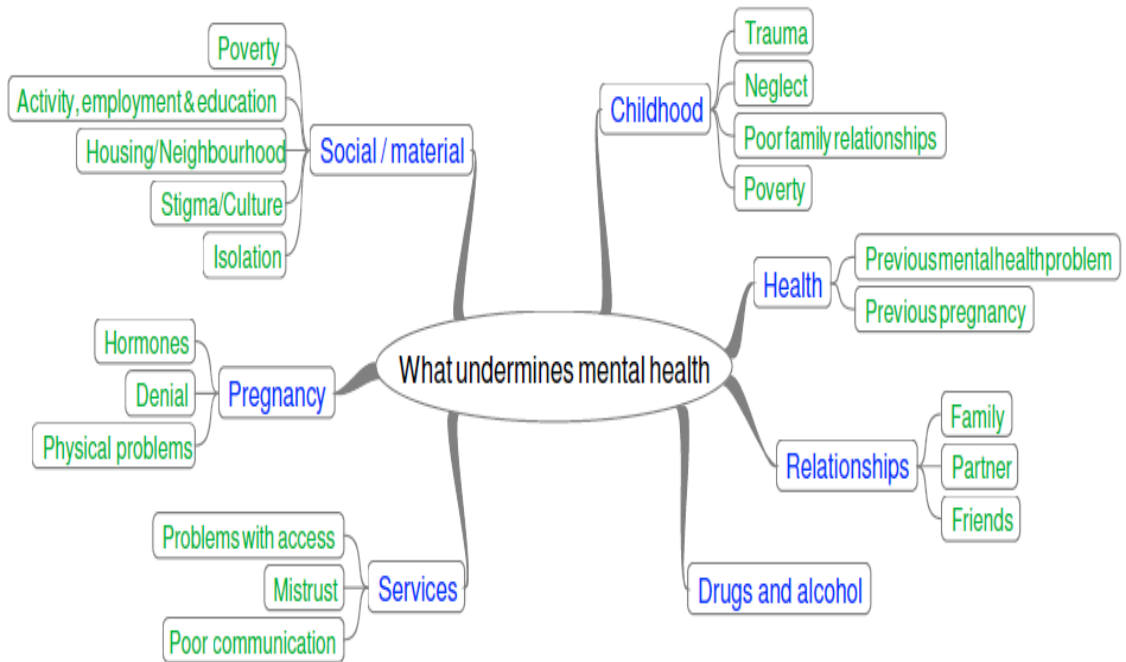 What undermines mental health
Social / material
Poverty
Activity, employment & education
Housing/Neighbourhood
Stigma/Culture
Isolation
Pregnancy
Hormones
Denial
Physical problems
Services
Problems with access
Mistrust
Poor communication
Childhood
Trauma
Neglect
Poor family relationships
Poverty
Health
Previous mental health problem
Previous pregnancy
Relationships
Family
Partner
Friends
Drugs and alcohol